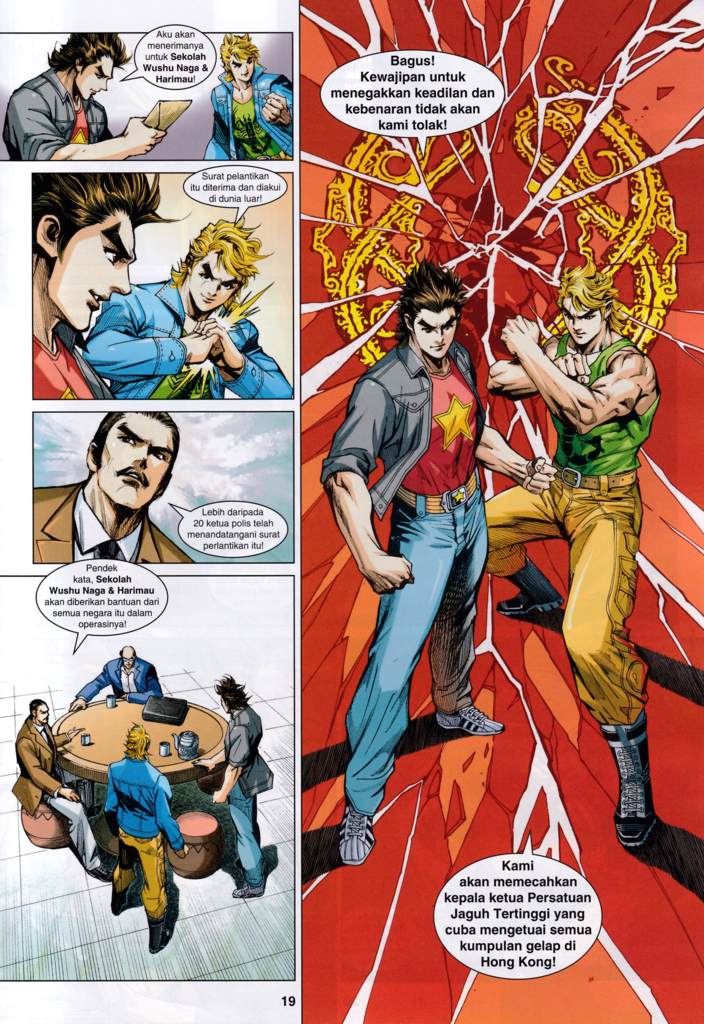 Aku akan
menerimanya
untuk Sekolah
Wushu Naga &
Harimau!
Surat pelantikan
itu diterima dan diakui
di dunia luar!
Lebih daripada
20 ketua polis telah
menandatangani surat
perlantikan itu!
Pendek
kata, Sekolah
Wushu Naga & Harimau
akan diberikan bantuan dari
semua negara itu dalam
operasinya!
19
Bagus!
Kewajipan untuk
menegakkan keadilan dan
kebenaran tidak akan
kami tolak!
Kami
akan memecahkan
kepala ketua Persatuan
Jaguh Tertinggi yang
cuba mengetuai semua
kumpulan gelap di
Hong Kong!